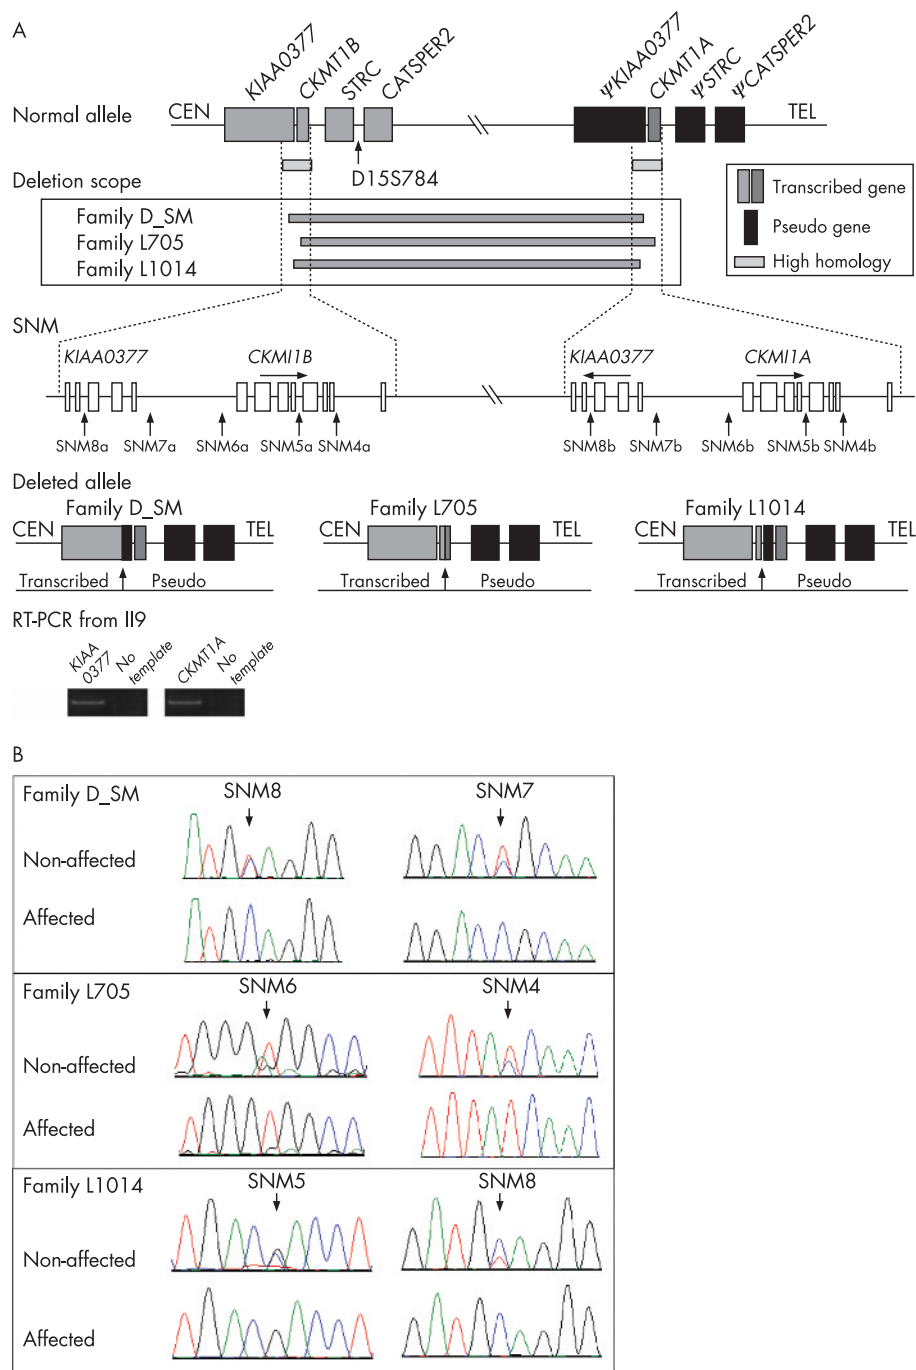 A
KIAA0377
CKMT1B
STRC
CATSPER2
ΨKIAA0377
CKMT1A
ΨSTRC
ΨCATSPER2
Normal allele
CEN
TEL
D15S784
Deletion scope
Family D_SM
Family L705
Family L1014
Transcribed gene
Pseudo gene
High homology
SNM
KIAA0377
CKMI1B
KIAA0377
CKMI1A
SNM8a
SNM7a
SNM6a
SNM5a
SNM4a
SNM8b
SNM7b
SNM6b
SNM5b
SNM4b
Deleted allele
Family D_SM
Family L705
Family L1014
CEN
TEL
CEN
TEL
CEN
TEL
Transcribed
Pseudo
Transcribed
Pseudo
Transcribed
Pseudo
RT-PCR from II9
KIAA
0377
No
template
CKMT1A
No
template
B
Family D_SM
SNM8
SNM7
Non-affected
Affected
Family L705
SNM6
SNM4
Non-affected
Affected
Family L1014
SNM5
SNM8
Non-affected
Affected